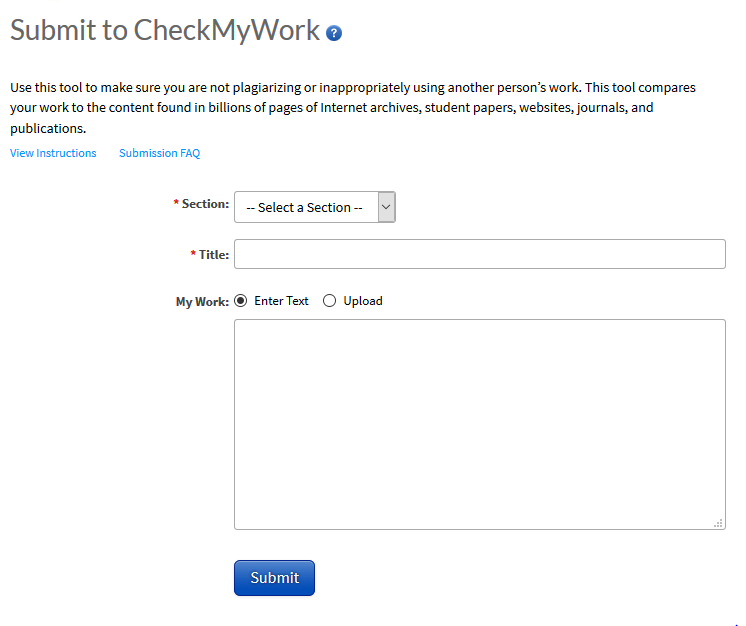 Submit to CheckMyWork ?
Use this tool to make sure you are not plagiarizing or inappropriately using another person’s work. This tool compares
your work to the content found in billions of pages of Internet archives, student papers, websites, journals, and
publications.
View Instructions Submission FAQ
* Section: -- Select a Section --
* Title:
My Work: Enter Text Upload
Submit